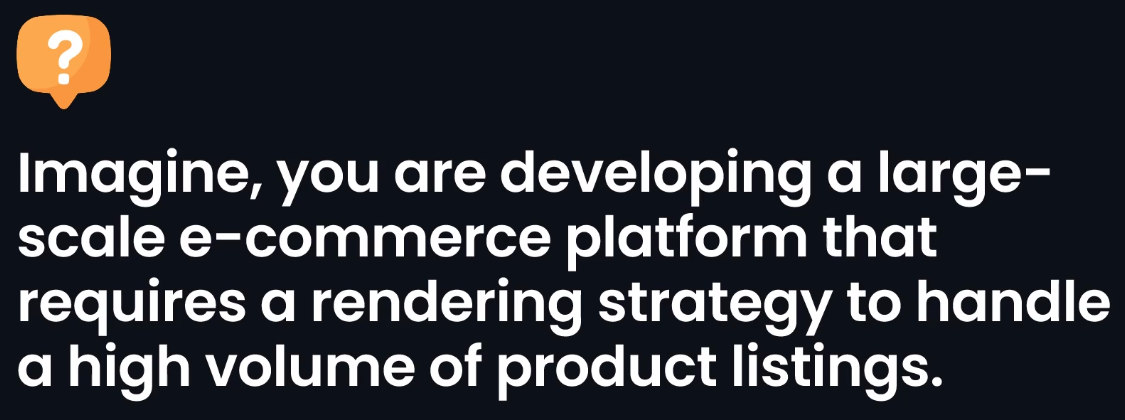 ?
Imagine, you are developing a large-
scale e-commerce platform that
requires a rendering strategy to handle
a high volume of product listings.